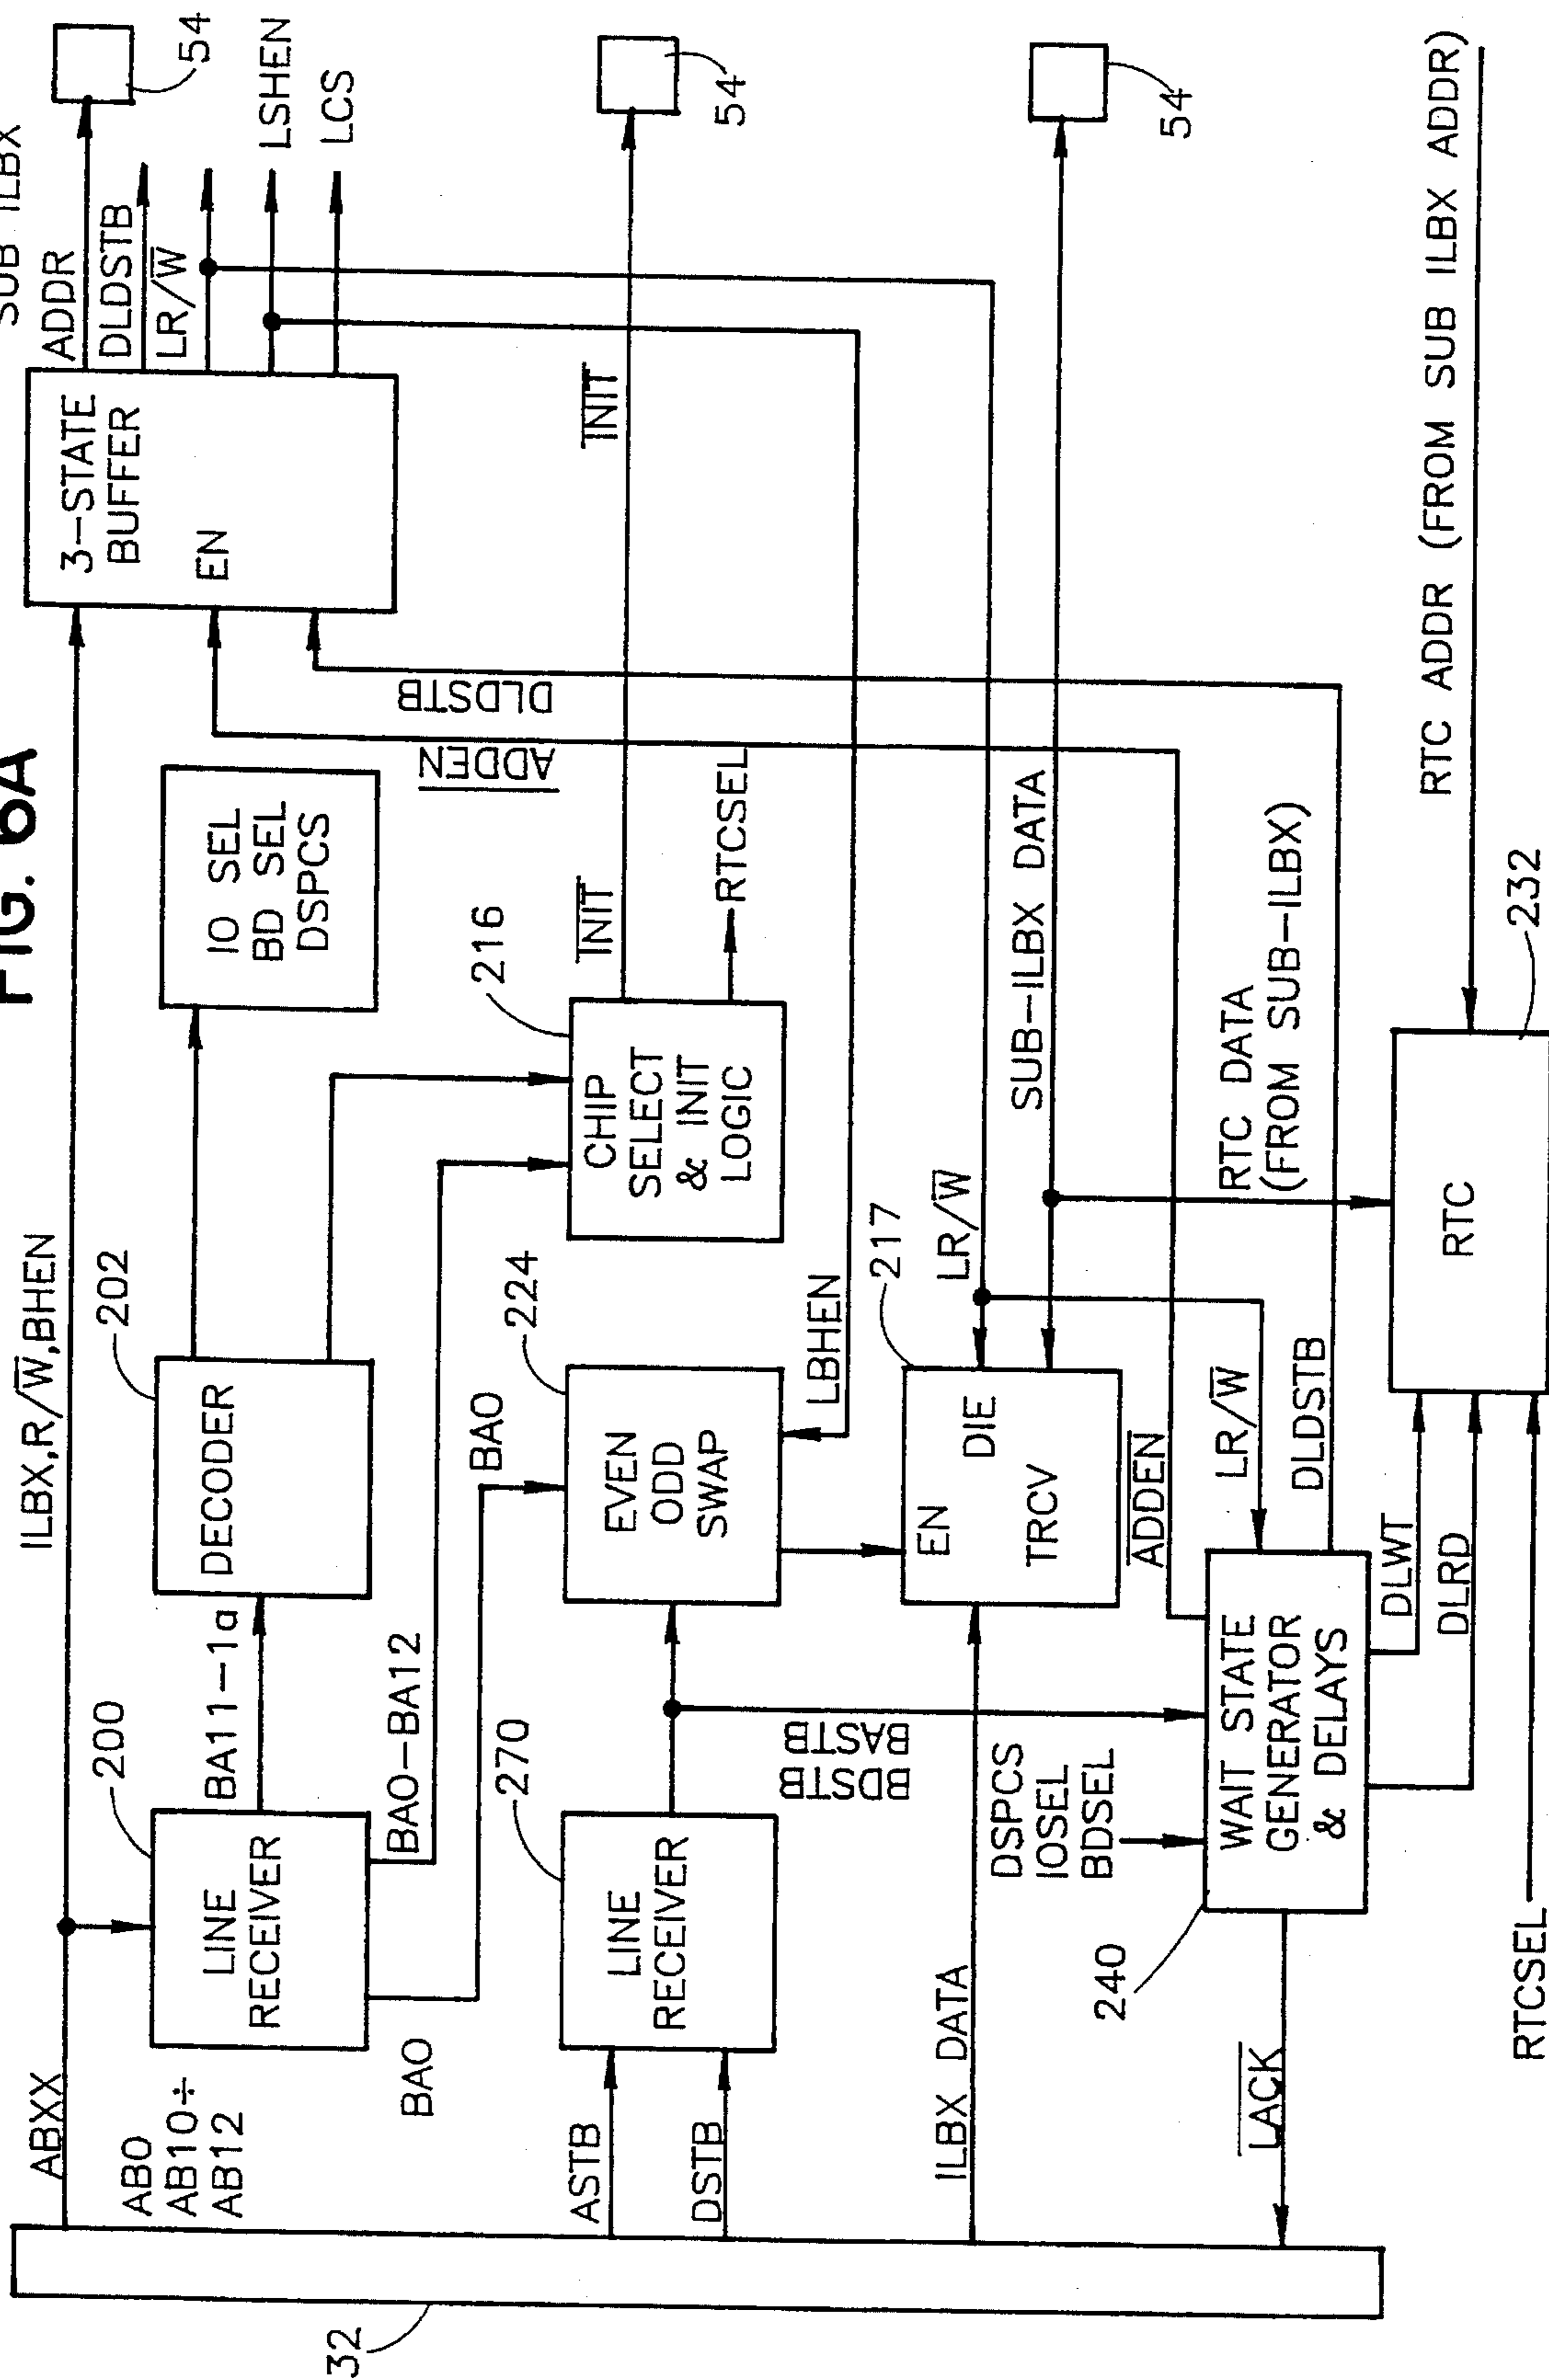 FIG. 6A
SUB ILBX
ABXX
ILBX,R/W̅,BHEN
ADDR
54
DLDSTB
LR/W̅
LSHEN
LCS
3-STATE
BUFFER
EN
AB0
AB10÷
AB12
200
LINE
RECEIVER
BA11-1a
202
DECODER
IO SEL
BD SEL
DSPCS
BAO-BA12
BAO
BAO
ADDEN
DLDSTB
216
CHIP
SELECT
& INIT
LOGIC
INIT
INIT
54
RTCSEL
ASTB
DSTB
270
LINE
RECEIVER
224
EVEN
ODD
SWAP
LBHEN
BDSTB
BASTB
ILBX DATA
217
EN
DIE
TRCV
LR/W̅
SUB-ILBX DATA
54
DSPCS
IOSEL
BDSEL
ADDEN
LR/W̅
RTC DATA
(FROM SUB-ILBX)
240
WAIT STATE
GENERATOR
& DELAYS
DLDSTB
LACK
DLWT
DLRD
RTCSEL
RTC
232
RTC ADDR (FROM SUB ILBX ADDR)
32